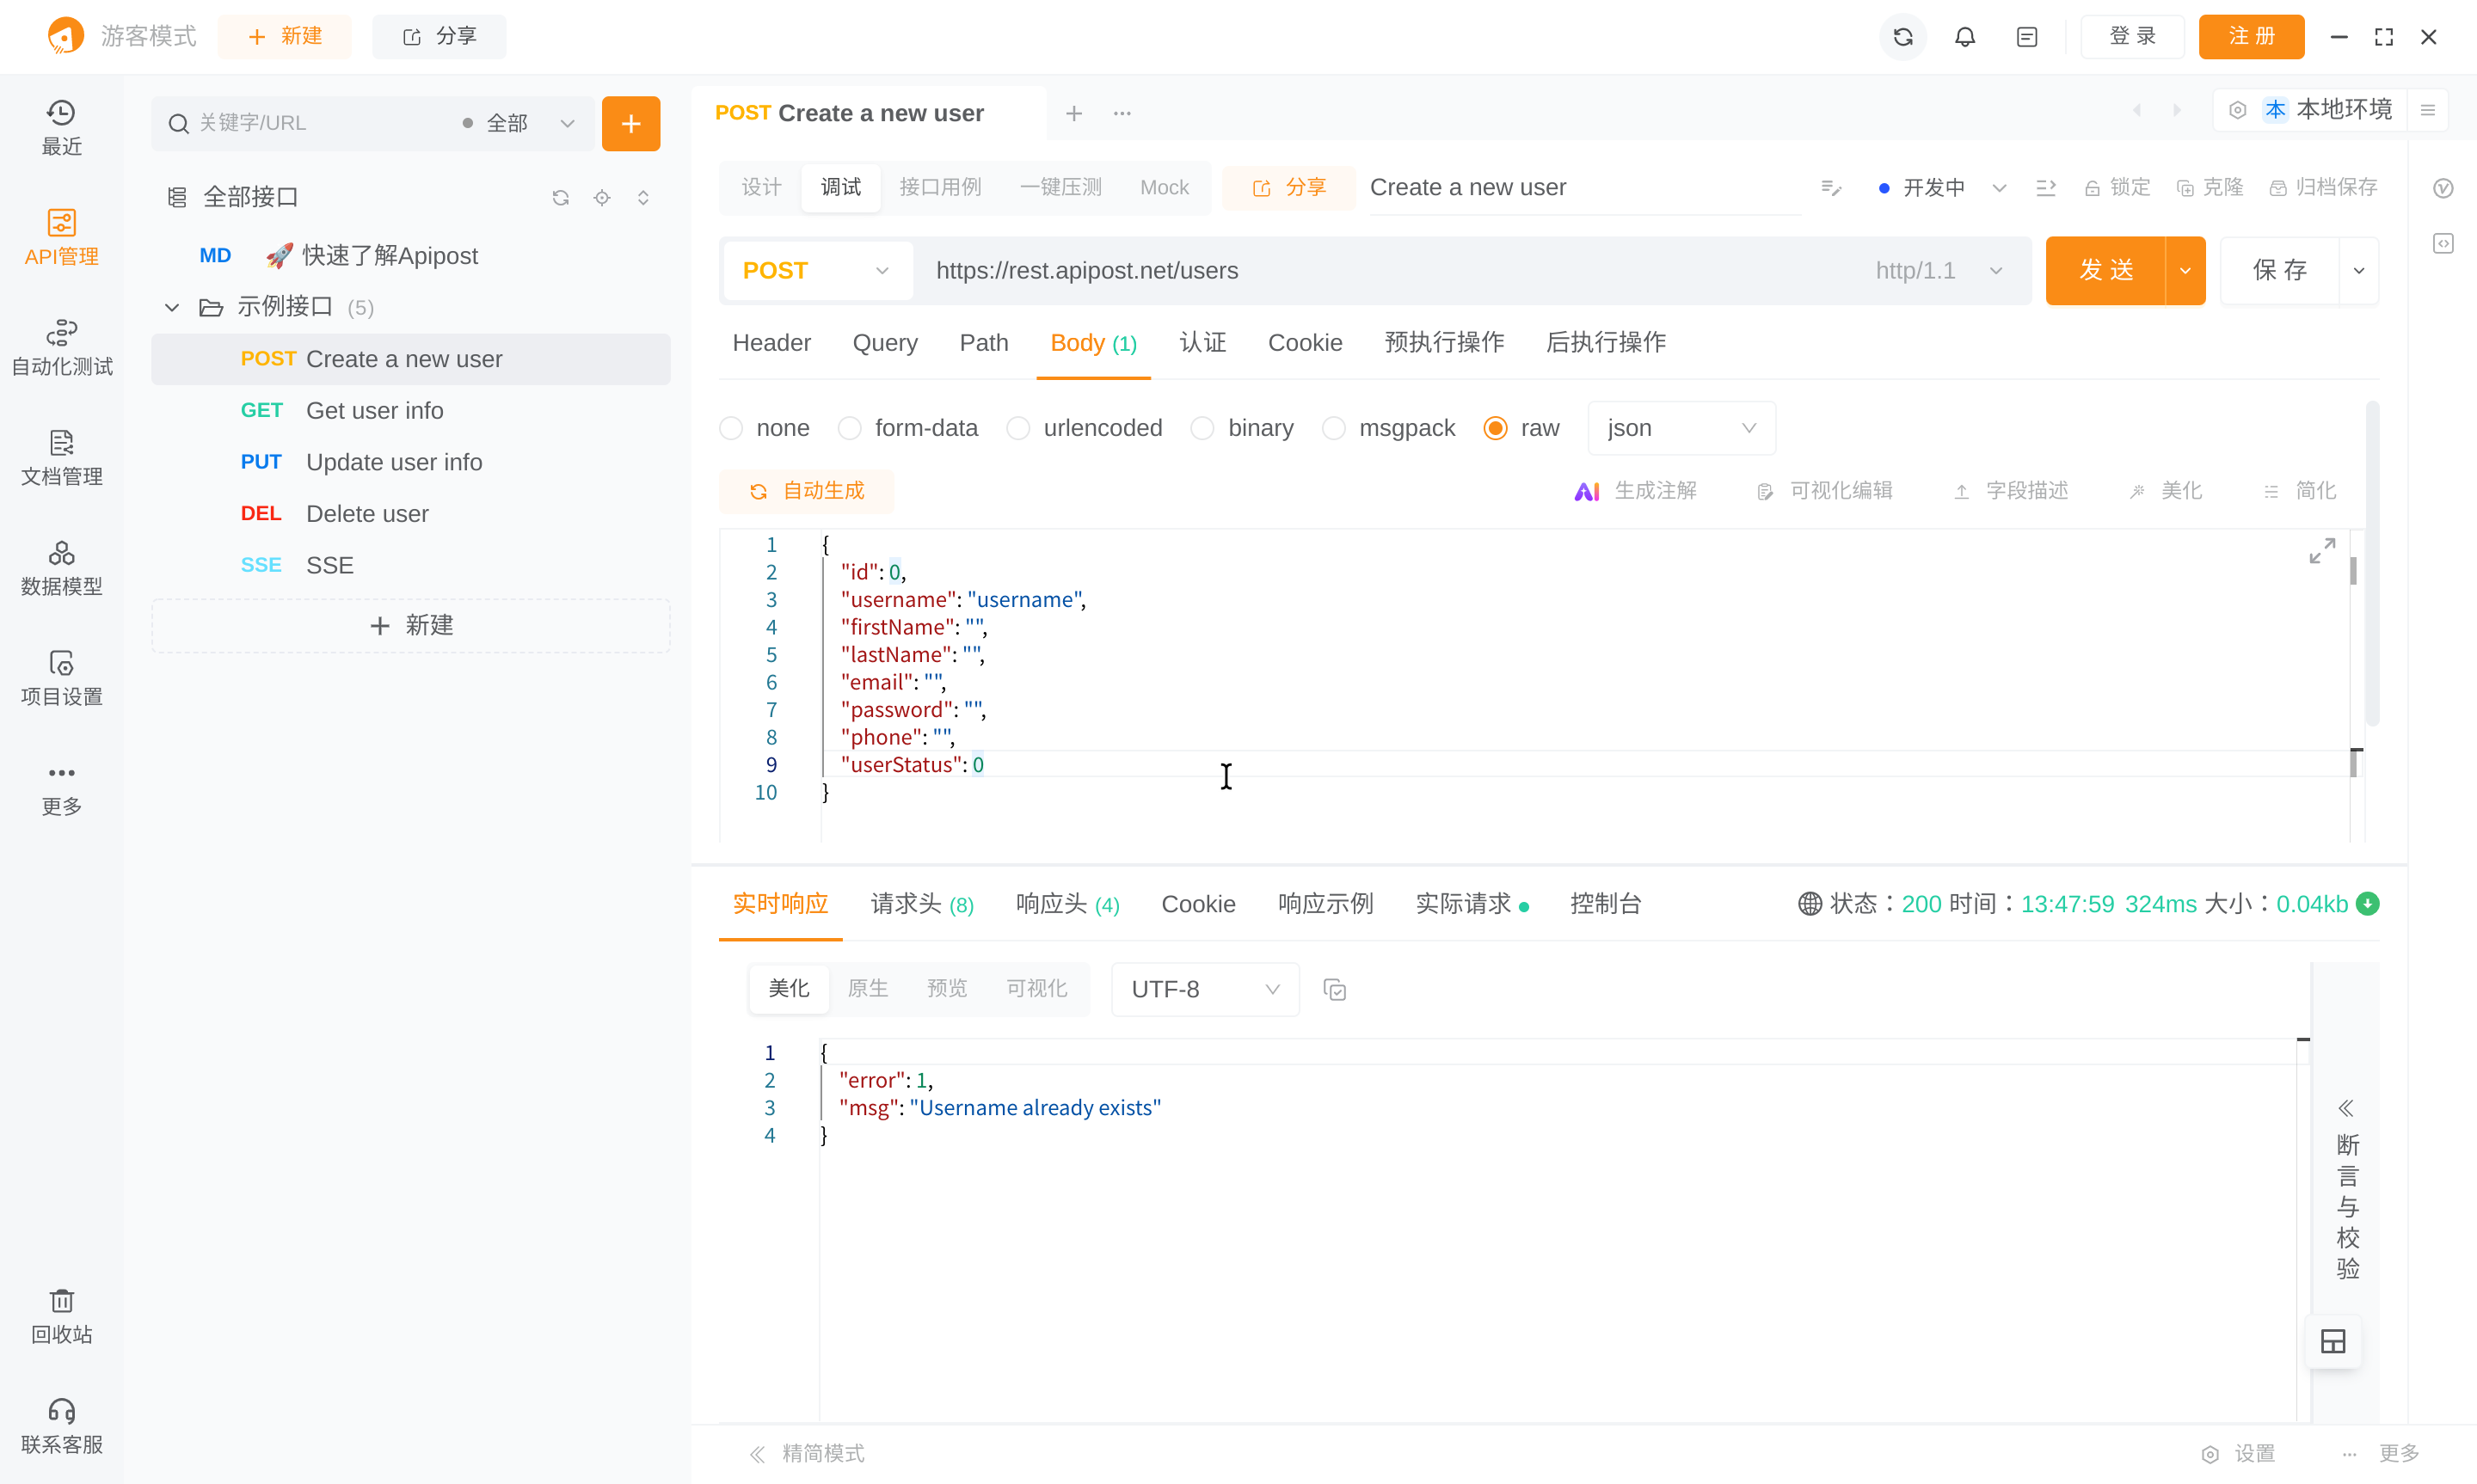 游客模式
新建
分享
登 录
注 册
最近
API管理
自动化测试
文档管理
数据模型
项目设置
更多
回收站
联系客服
关键字/URL
全部
全部接口
MD 🚀 快速了解Apipost
示例接口 (5)
POST Create a new user
GET Get user info
PUT Update user info
DEL Delete user
SSE SSE
新建
POST Create a new user
本 本地环境
设计 调试 接口用例 一键压测 Mock
分享
Create a new user
开发中
锁定 克隆 归档保存
POST https://rest.apipost.net/users http/1.1
发 送
保 存
Header Query Path Body (1) 认证 Cookie 预执行操作 后执行操作
none form-data urlencoded binary msgpack raw json
自动生成
AI 生成注解 可视化编辑 字段描述 美化 简化
1 {
2 "id": 0,
3 "username": "username",
4 "firstName": "",
5 "lastName": "",
6 "email": "",
7 "password": "",
8 "phone": "",
9 "userStatus": 0
10 }
实时响应 请求头 (8) 响应头 (4) Cookie 响应示例 实际请求 控制台
状态：200 时间：13:47:59 324ms 大小：0.04kb
美化 原生 预览 可视化 UTF-8
1 {
2 "error": 1,
3 "msg": "Username already exists"
4 }
断言与校验
精简模式
设置
更多